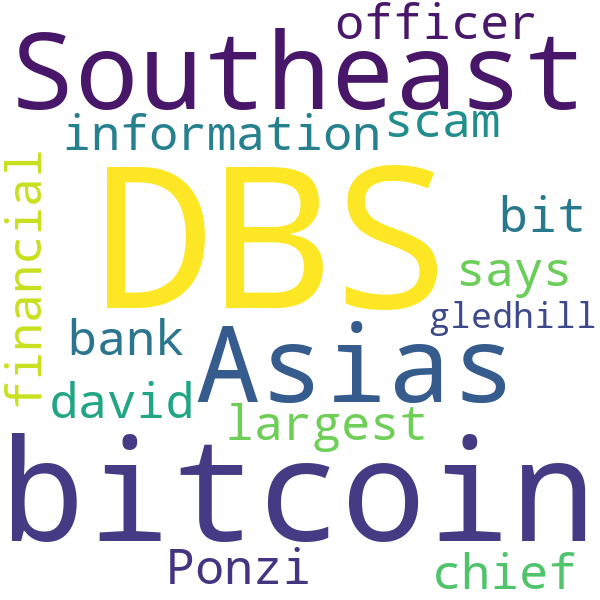 officer
Southeast
information scam
DBS
financial
bit
says
gledhill
bank
Asias
david
largest
bitcoin
Ponzi
chief